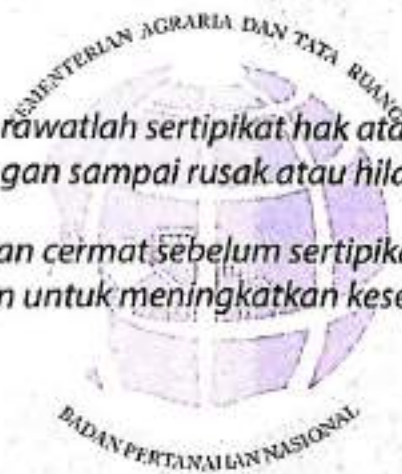 KEMENTERIAN AGRARIA DAN TATA RUANG
rawatlah sertipikat hak ata
gan sampai rusak atau hila
an cermat sebelum sertipika
n untuk meningkatkan kese
BADAN PERTANAHAN NASIONAL